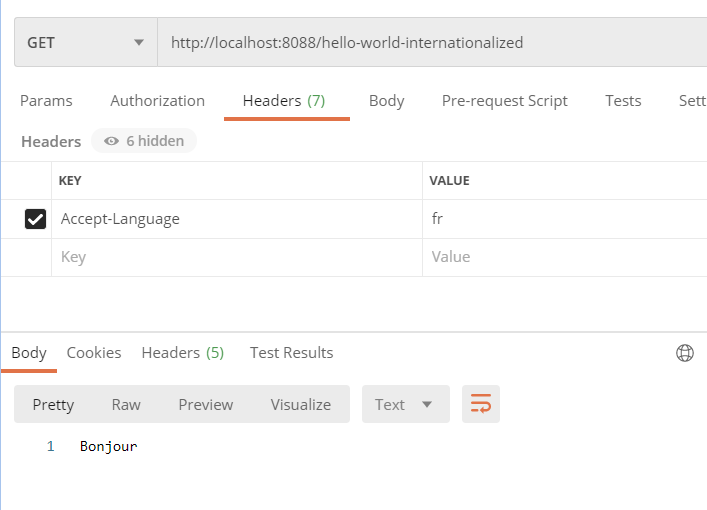 GET http://localhost:8088/hello-world-internationalized
Params Authorization Headers (7) Body Pre-request Script Tests Sett
Headers 6 hidden
KEY VALUE
Accept-Language fr
Key Value
Body Cookies Headers (5) Test Results
Pretty Raw Preview Visualize Text
1 Bonjour